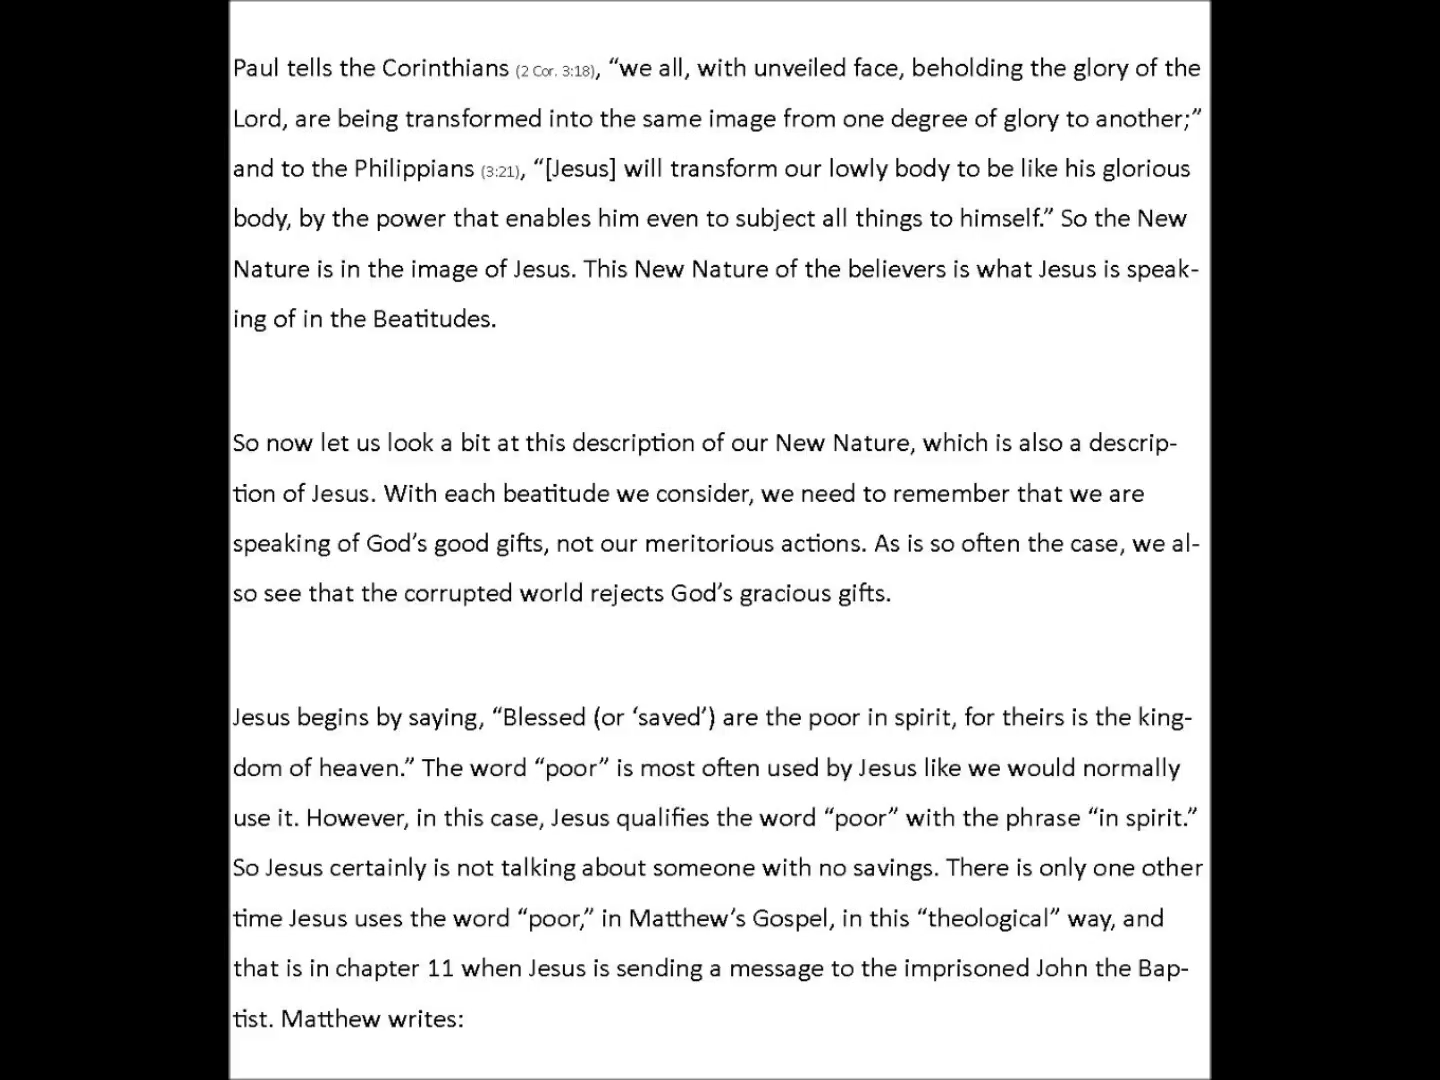 Paul tells the Corinthians (2 Cor. 3:18), “we all, with unveiled face, beholding the glory of the
Lord, are being transformed into the same image from one degree of glory to another;”
and to the Philippians (3:21), “[Jesus] will transform our lowly body to be like his glorious
body, by the power that enables him even to subject all things to himself.” So the New
Nature is in the image of Jesus. This New Nature of the believers is what Jesus is speak-
ing of in the Beatitudes.
So now let us look a bit at this description of our New Nature, which is also a descrip-
tion of Jesus. With each beatitude we consider, we need to remember that we are
speaking of God’s good gifts, not our meritorious actions. As is so often the case, we al-
so see that the corrupted world rejects God’s gracious gifts.
Jesus begins by saying, “Blessed (or ‘saved’) are the poor in spirit, for theirs is the king-
dom of heaven.” The word “poor” is most often used by Jesus like we would normally
use it. However, in this case, Jesus qualifies the word “poor” with the phrase “in spirit.”
So Jesus certainly is not talking about someone with no savings. There is only one other
time Jesus uses the word “poor,” in Matthew’s Gospel, in this “theological” way, and
that is in chapter 11 when Jesus is sending a message to the imprisoned John the Bap-
tist. Matthew writes: